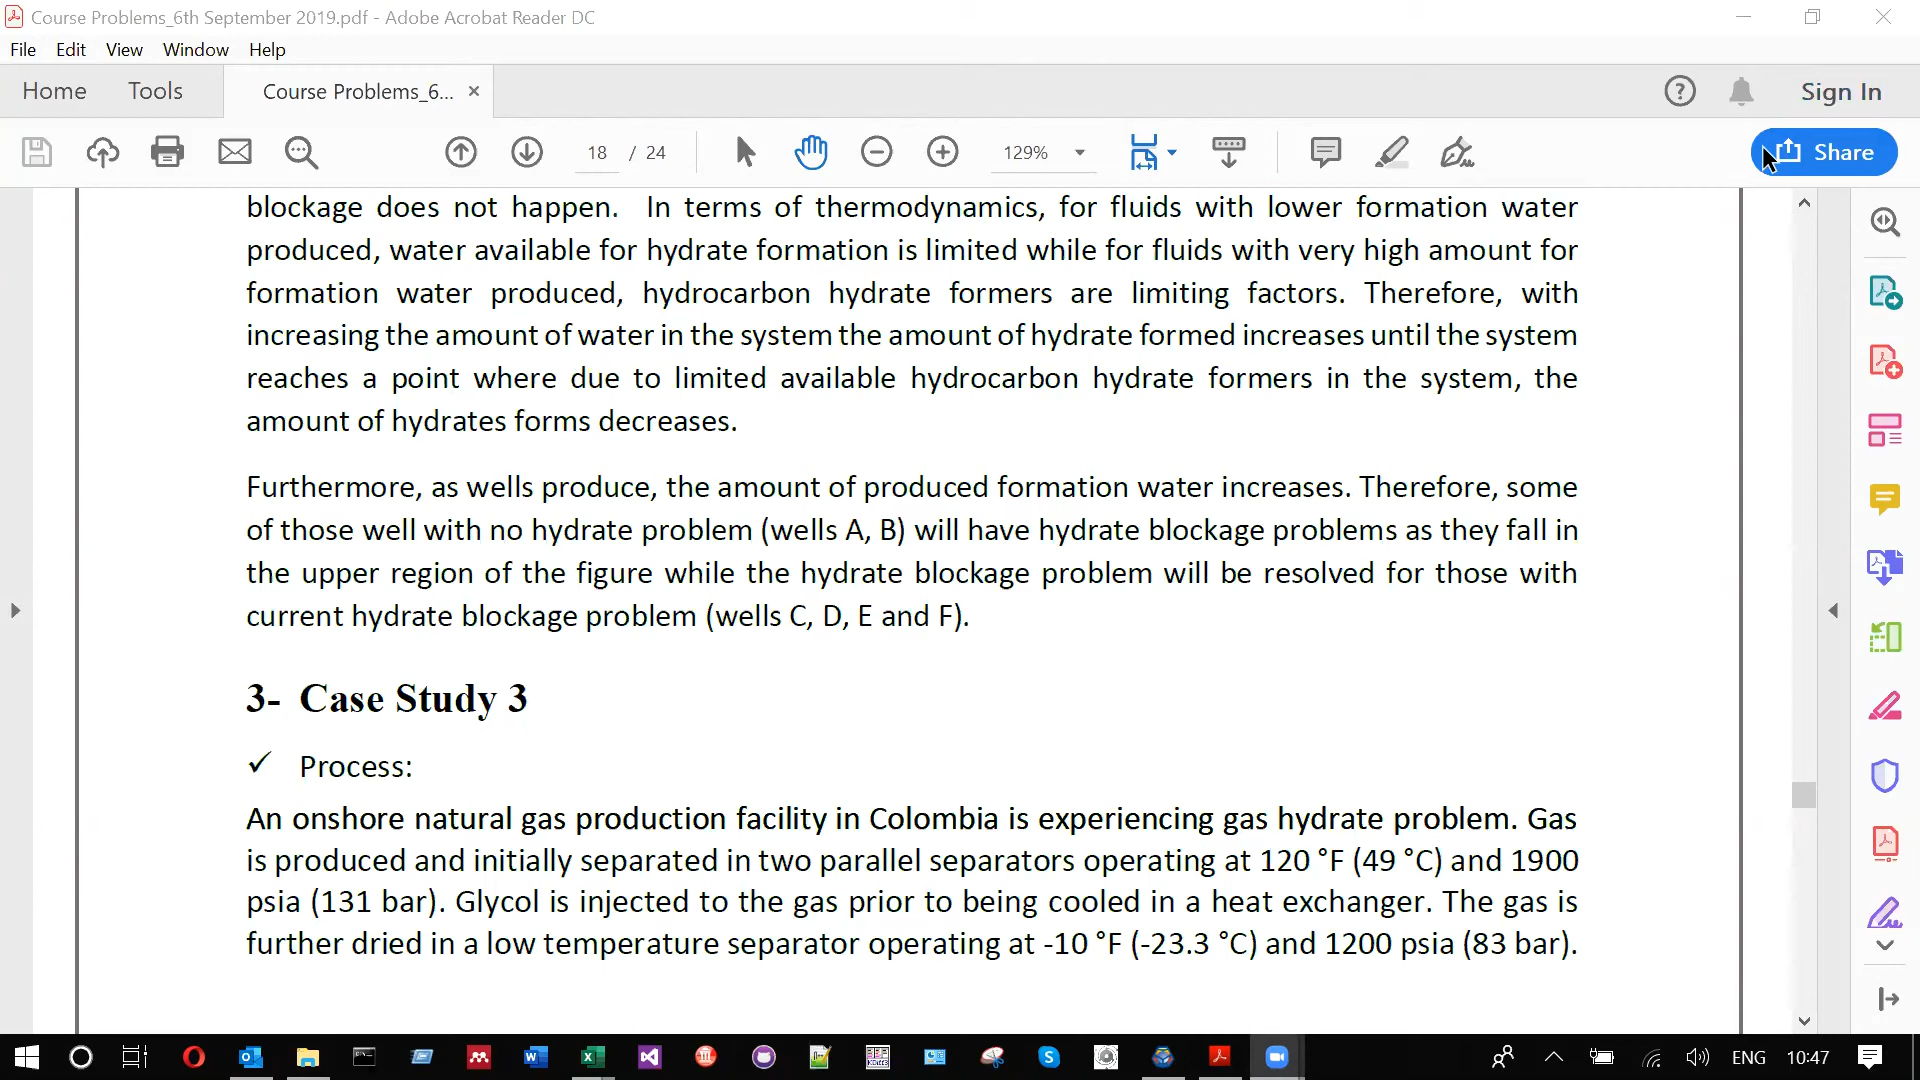 Course Problems_6th September 2019.pdf - Adobe Acrobat Reader DC
File Edit View Window Help
Home Tools Course Problems_6... × Sign In
18 / 24 129% Share
blockage does not happen. In terms of thermodynamics, for fluids with lower formation water
produced, water available for hydrate formation is limited while for fluids with very high amount for
formation water produced, hydrocarbon hydrate formers are limiting factors. Therefore, with
increasing the amount of water in the system the amount of hydrate formed increases until the system
reaches a point where due to limited available hydrocarbon hydrate formers in the system, the
amount of hydrates forms decreases.
Furthermore, as wells produce, the amount of produced formation water increases. Therefore, some
of those well with no hydrate problem (wells A, B) will have hydrate blockage problems as they fall in
the upper region of the figure while the hydrate blockage problem will be resolved for those with
current hydrate blockage problem (wells C, D, E and F).
3- Case Study 3
✓ Process:
An onshore natural gas production facility in Colombia is experiencing gas hydrate problem. Gas
is produced and initially separated in two parallel separators operating at 120 °F (49 °C) and 1900
psia (131 bar). Glycol is injected to the gas prior to being cooled in a heat exchanger. The gas is
further dried in a low temperature separator operating at -10 °F (-23.3 °C) and 1200 psia (83 bar).
ENG 10:47